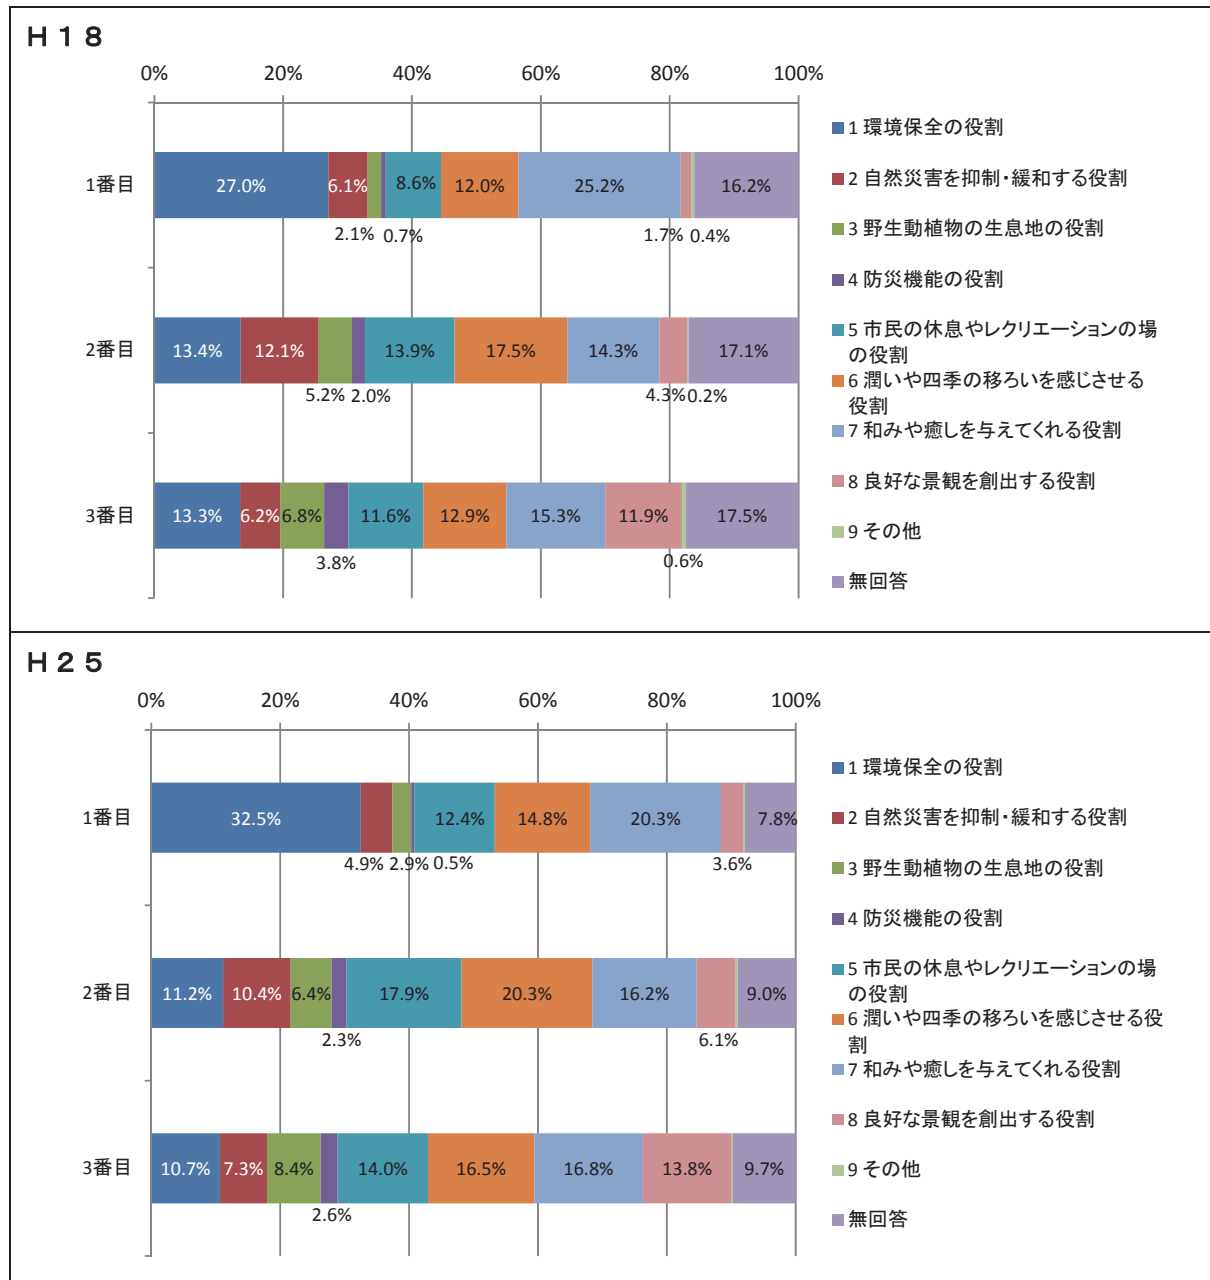 H18
0% 20% 40% 60% 80% 100%
1番目
27.0% 6.1% 8.6% 12.0% 25.2% 16.2%
2.1% 0.7% 1.7% 0.4%
2番目
13.4% 12.1% 13.9% 17.5% 14.3% 17.1%
5.2% 2.0% 4.3% 0.2%
3番目
13.3% 6.2% 6.8% 11.6% 12.9% 15.3% 11.9% 17.5%
3.8% 0.6%
1 環境保全の役割
2 自然災害を抑制・緩和する役割
3 野生動植物の生息地の役割
4 防災機能の役割
5 市民の休息やレクリエーションの場
の役割
6 潤いや四季の移ろいを感じさせる
役割
7 和みや癒しを与えてくれる役割
8 良好な景観を創出する役割
9 その他
無回答
H25
0% 20% 40% 60% 80% 100%
1番目
32.5% 12.4% 14.8% 20.3% 7.8%
4.9% 2.9% 0.5% 3.6%
2番目
11.2% 10.4% 6.4% 17.9% 20.3% 16.2% 9.0%
2.3% 6.1%
3番目
10.7% 7.3% 8.4% 14.0% 16.5% 16.8% 13.8% 9.7%
2.6%
1 環境保全の役割
2 自然災害を抑制・緩和する役割
3 野生動植物の生息地の役割
4 防災機能の役割
5 市民の休息やレクリエーションの場
の役割
6 潤いや四季の移ろいを感じさせる役
割
7 和みや癒しを与えてくれる役割
8 良好な景観を創出する役割
9 その他
無回答